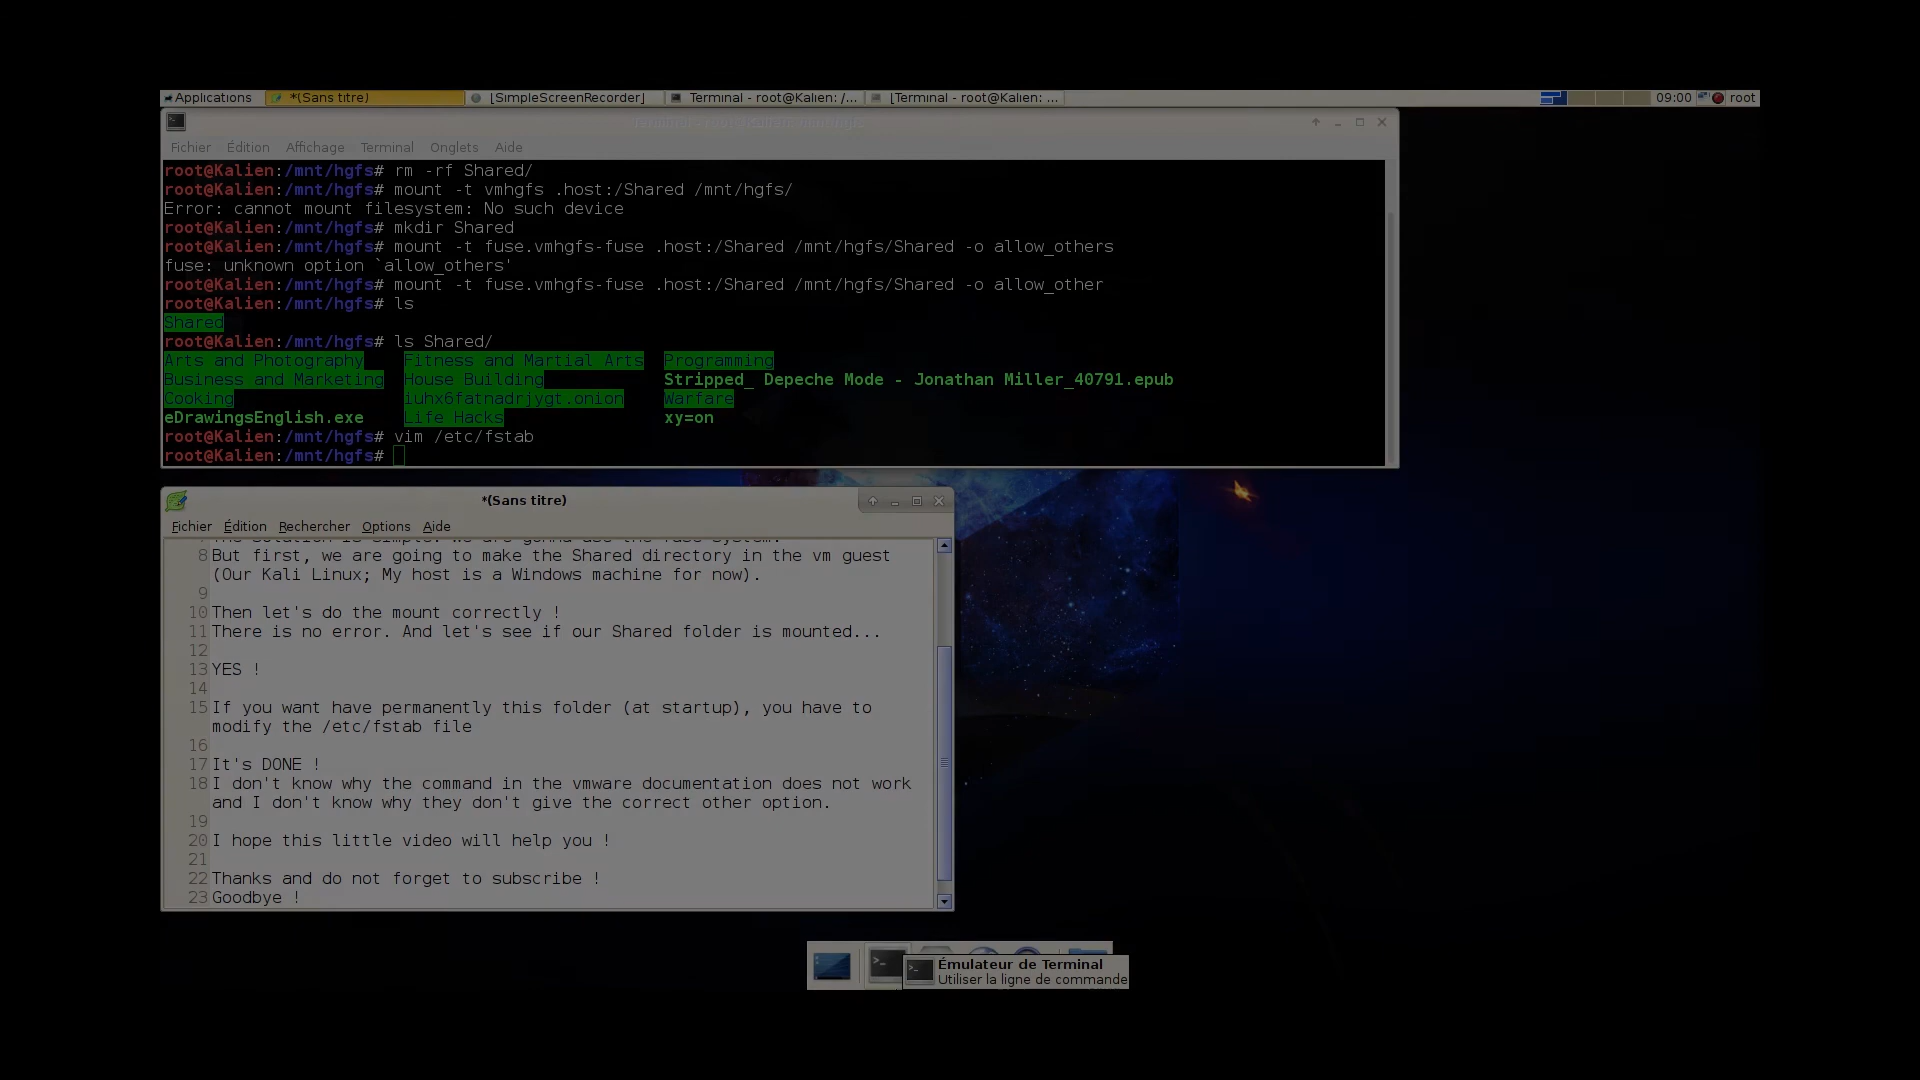 Applications
*(Sans titre)
[SimpleScreenRecorder]
Terminal - root@Kalien: /...
[Terminal - root@Kalien: ...
09:00
root
Fichier Édition Affichage Terminal Onglets Aide
root@Kalien:/mnt/hgfs# rm -rf Shared/
root@Kalien:/mnt/hgfs# mount -t vmhgfs .host:/Shared /mnt/hgfs/
Error: cannot mount filesystem: No such device
root@Kalien:/mnt/hgfs# mkdir Shared
root@Kalien:/mnt/hgfs# mount -t fuse.vmhgfs-fuse .host:/Shared /mnt/hgfs/Shared -o allow_others
fuse: unknown option `allow_others'
root@Kalien:/mnt/hgfs# mount -t fuse.vmhgfs-fuse .host:/Shared /mnt/hgfs/Shared -o allow_other
root@Kalien:/mnt/hgfs# ls
Shared
root@Kalien:/mnt/hgfs# ls Shared/
Arts and Photography Fitness and Martial Arts Programming
Business and Marketing House Building Stripped_ Depeche Mode - Jonathan Miller_40791.epub
Cooking iuhx6fatnadrjygt.onion Warfare
eDrawingsEnglish.exe Life Hacks xy=on
root@Kalien:/mnt/hgfs# vim /etc/fstab
root@Kalien:/mnt/hgfs#
*(Sans titre)
Fichier Édition Rechercher Options Aide
8 But first, we are going to make the Shared directory in the vm guest
(Our Kali Linux; My host is a Windows machine for now).
9
10 Then let's do the mount correctly !
11 There is no error. And let's see if our Shared folder is mounted...
12
13 YES !
14
15 If you want have permanently this folder (at startup), you have to
modify the /etc/fstab file
16
17 It's DONE !
18 I don't know why the command in the vmware documentation does not work
and I don't know why they don't give the correct other option.
19
20 I hope this little video will help you !
21
22 Thanks and do not forget to subscribe !
23 Goodbye !
Émulateur de Terminal
Utiliser la ligne de commande